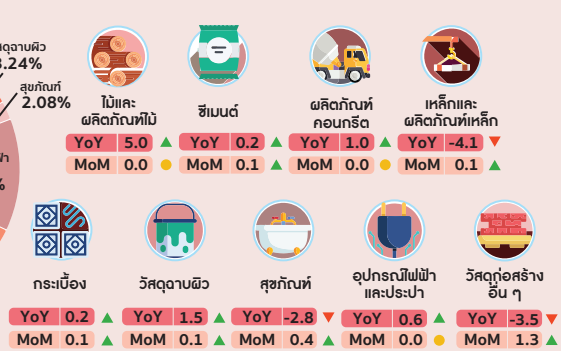 3.24%
สุขภัณฑ์
2.08%
ไม้และ
ผลิตภัณฑ์ไม้
YoY 5.0
MoM 0.0
ซีเมนต์
YoY 0.2
MoM 0.1
ผลิตภัณฑ์
คอนกรีต
YoY 1.0
MoM 0.0
เหล็กและ
ผลิตภัณฑ์เหล็ก
YoY -4.1
MoM 0.1
%
กระเบื้อง
YoY 0.2
MoM 0.1
วัสดุฉาบผิว
YoY 1.5
MoM 0.1
สุขภัณฑ์
YoY -2.8
MoM 0.4
อุปกรณ์ไฟฟ้า
และประปา
YoY 0.6
MoM 0.0
วัสดุก่อสร้าง
อื่น ๆ
YoY -3.5
MoM 1.3